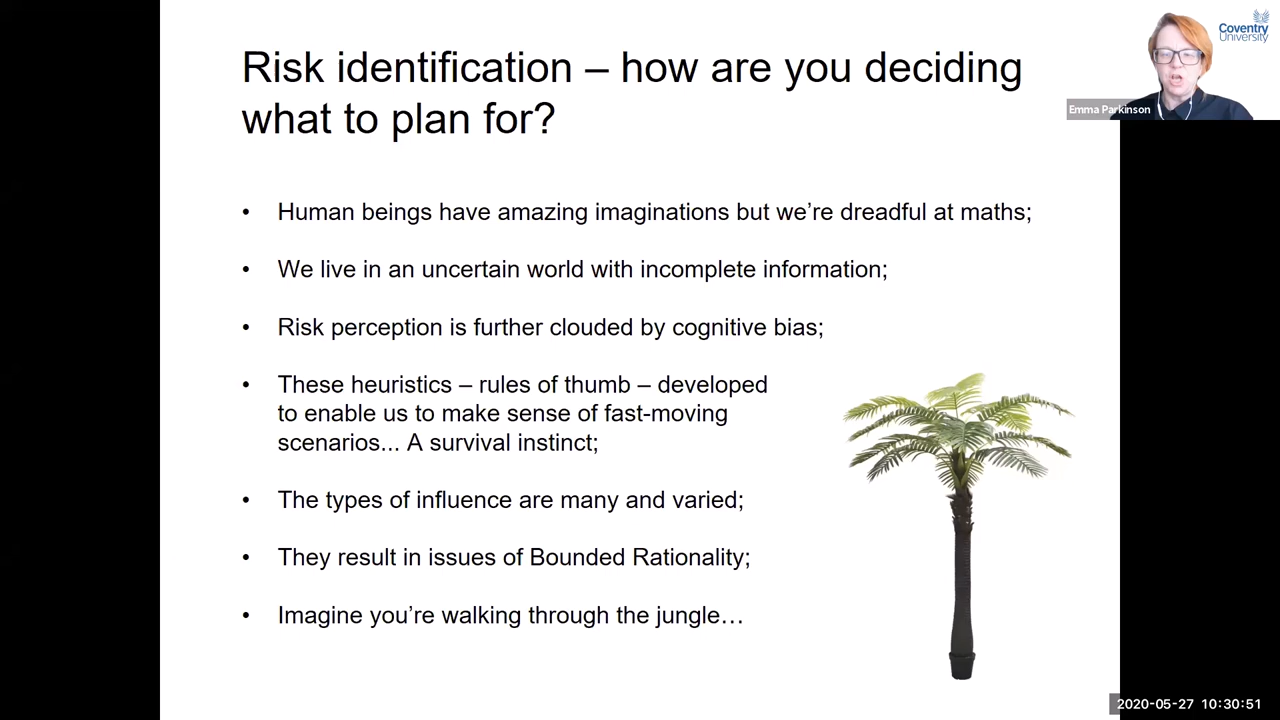 Risk identification – how are you deciding
what to plan for?
• Human beings have amazing imaginations but we’re dreadful at maths;
• We live in an uncertain world with incomplete information;
• Risk perception is further clouded by cognitive bias;
• These heuristics – rules of thumb – developed
to enable us to make sense of fast-moving
scenarios... A survival instinct;
• The types of influence are many and varied;
• They result in issues of Bounded Rationality;
• Imagine you’re walking through the jungle…
Coventry
University
Emma Parkinson
2020-05-27 10:30:51